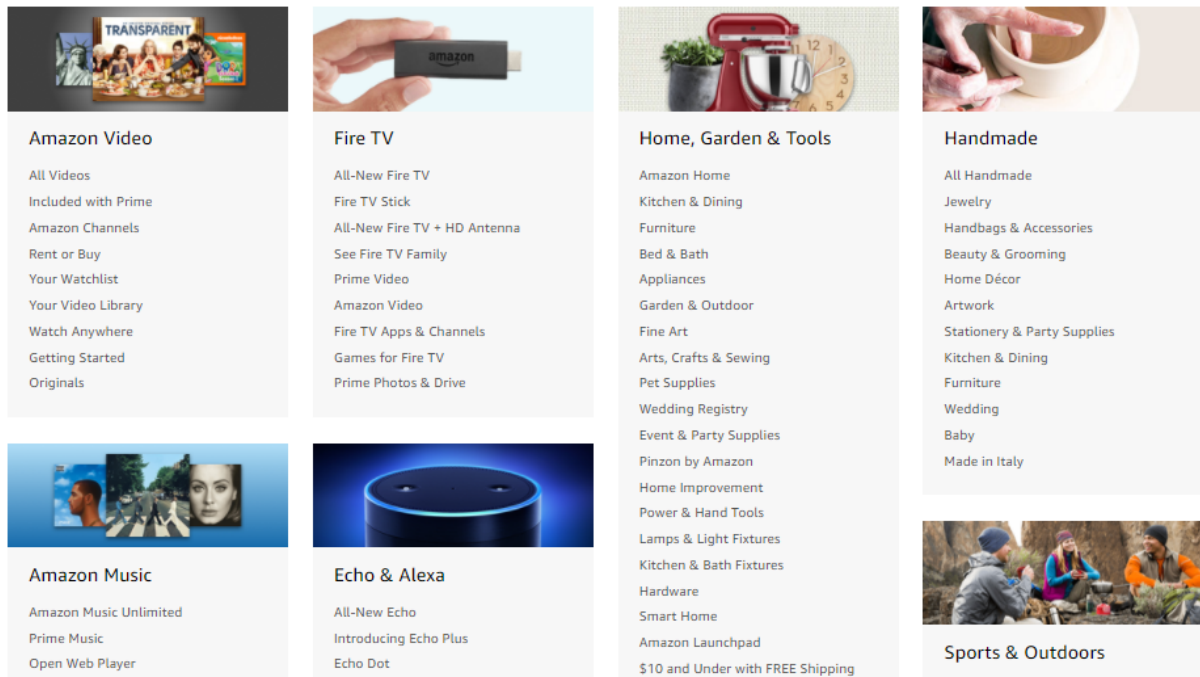 TRANSPARENT
Amazon Video
All Videos
Included with Prime
Amazon Channels
Rent or Buy
Your Watchlist
Your Video Library
Watch Anywhere
Getting Started
Originals
Amazon Music
Amazon Music Unlimited
Prime Music
Open Web Player
amazon
Fire TV
All-New Fire TV
Fire TV Stick
All-New Fire TV + HD Antenna
See Fire TV Family
Prime Video
Amazon Video
Fire TV Apps & Channels
Games for Fire TV
Prime Photos & Drive
Echo & Alexa
All-New Echo
Introducing Echo Plus
Echo Dot
12
1
2
3
4
5
6
Home, Garden & Tools
Amazon Home
Kitchen & Dining
Furniture
Bed & Bath
Appliances
Garden & Outdoor
Fine Art
Arts, Crafts & Sewing
Pet Supplies
Wedding Registry
Event & Party Supplies
Pinzon by Amazon
Home Improvement
Power & Hand Tools
Lamps & Light Fixtures
Kitchen & Bath Fixtures
Hardware
Smart Home
Amazon Launchpad
$10 and Under with FREE Shipping
Handmade
All Handmade
Jewelry
Handbags & Accessories
Beauty & Grooming
Home Décor
Artwork
Stationery & Party Supplies
Kitchen & Dining
Furniture
Wedding
Baby
Made in Italy
Sports & Outdoors